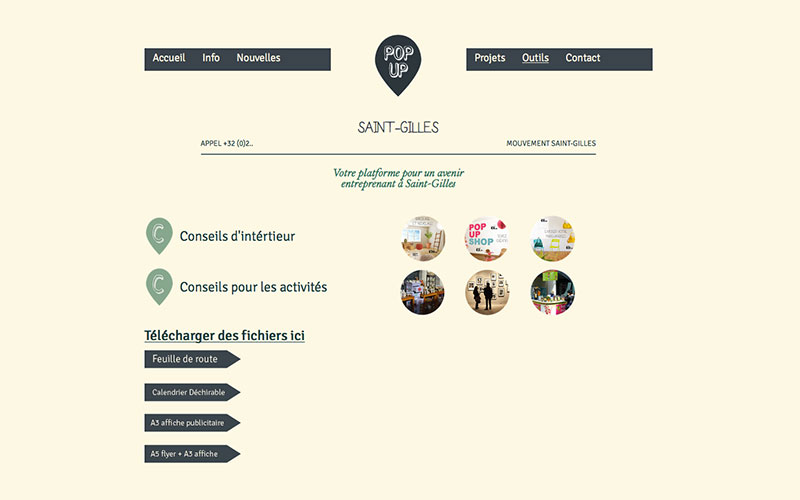 Accueil Info Nouvelles
POP
UP
Projets Outils Contact
SAINT-GILLES
APPEL +32 (0)2..
MOUVEMENT SAINT-GILLES
Votre platforme pour un avenir
entreprenant à Saint-Gilles
C Conseils d'intértieur
C Conseils pour les activités
POP
UP
SHOP
Télécharger des fichiers ici
Feuille de route
Calendrier Déchirable
A3 affiche publicitaire
A5 flyer + A3 affiche